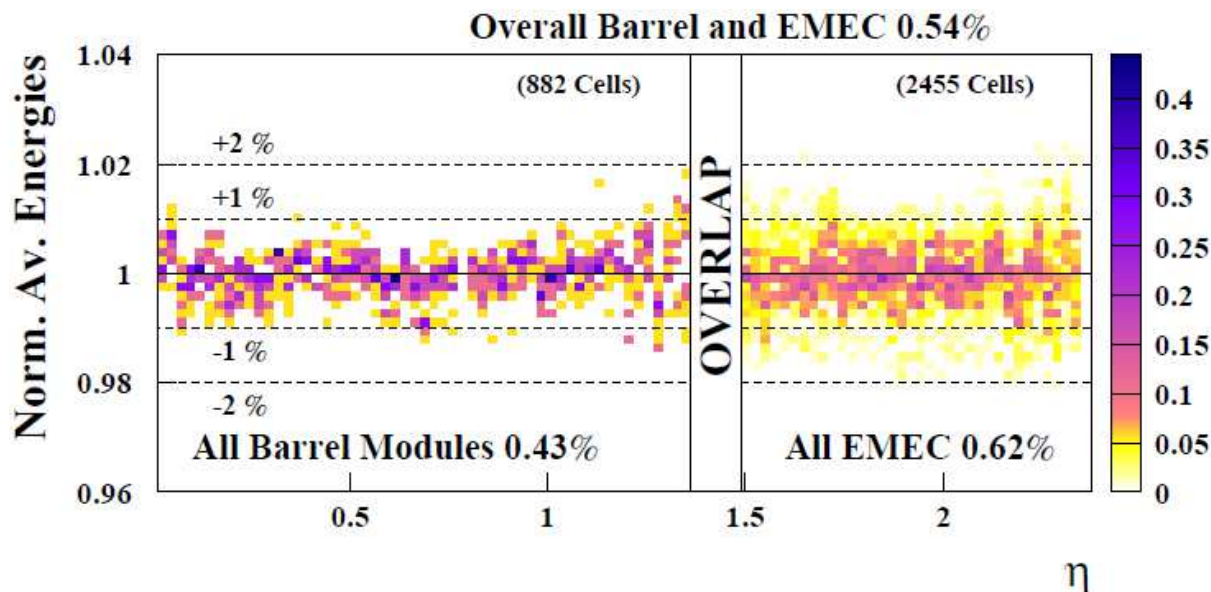 Overall Barrel and EMEC 0.54%
Norm. Av. Energies
1.04
1.02
1
0.98
0.96
(882 Cells)
(2455 Cells)
+2 %
+1 %
-1 %
-2 %
OVERLAP
All Barrel Modules 0.43%
All EMEC 0.62%
0.5
1
1.5
2
η
0.4
0.35
0.3
0.25
0.2
0.15
0.1
0.05
0